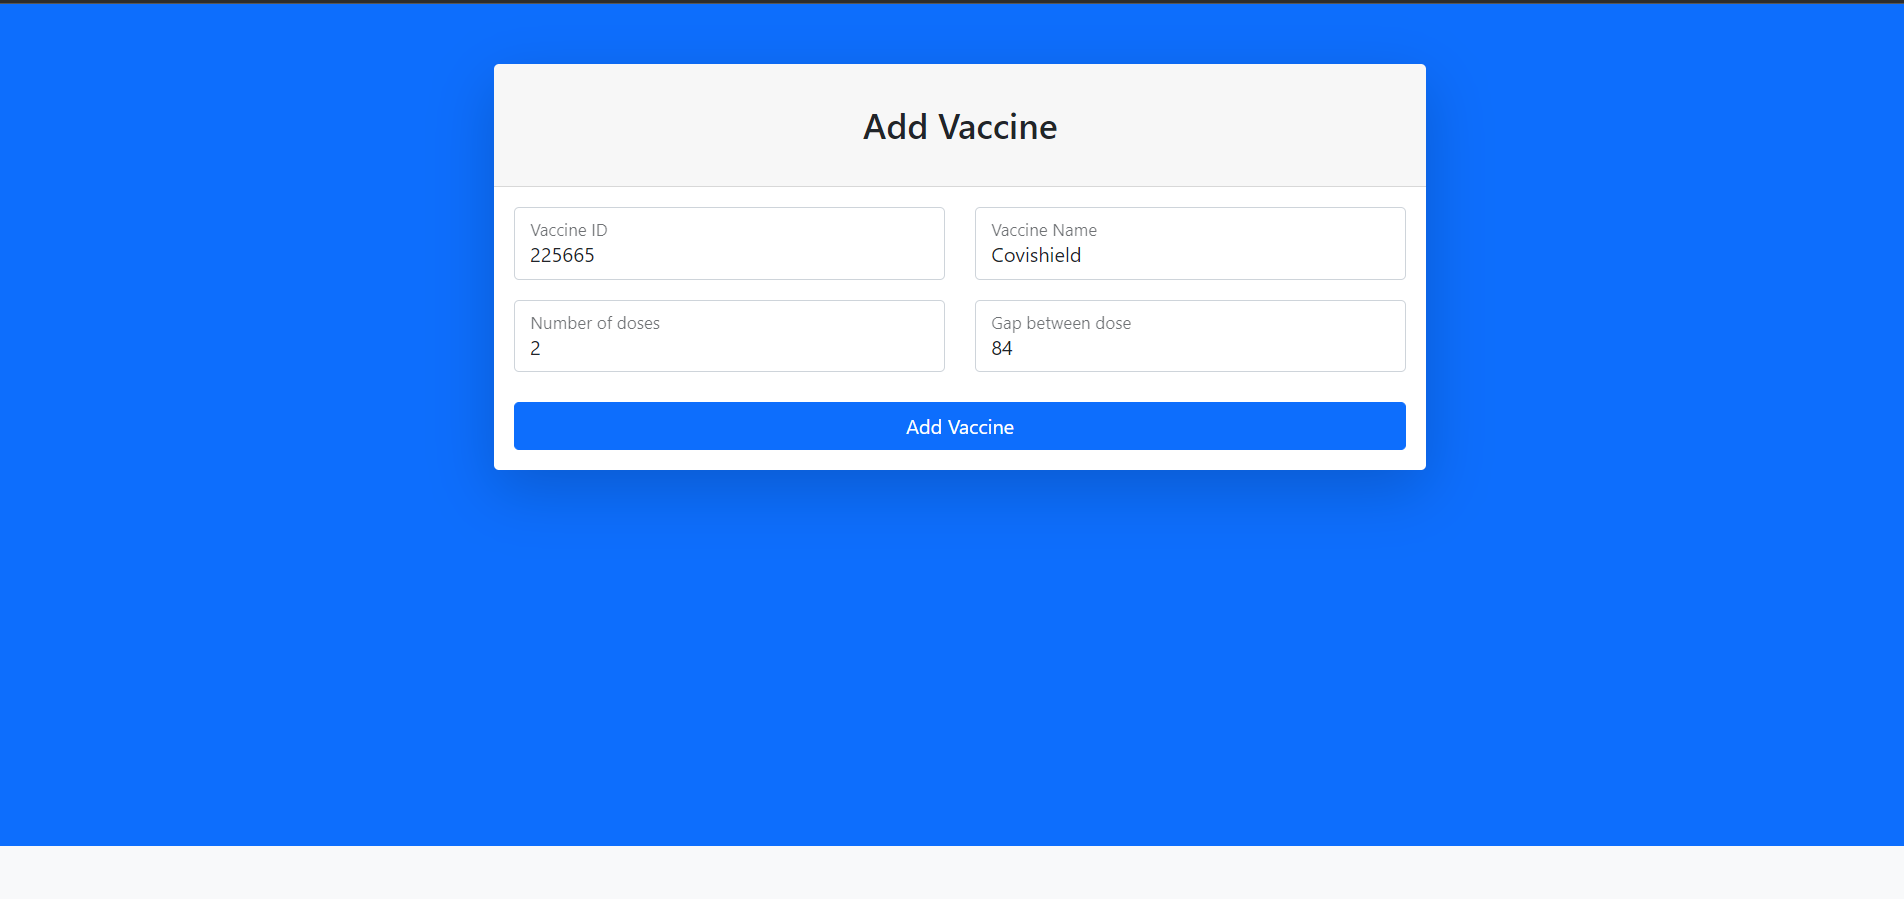 Add Vaccine
Vaccine ID
225665
Vaccine Name
Covishield
Number of doses
2
Gap between dose
84
Add Vaccine